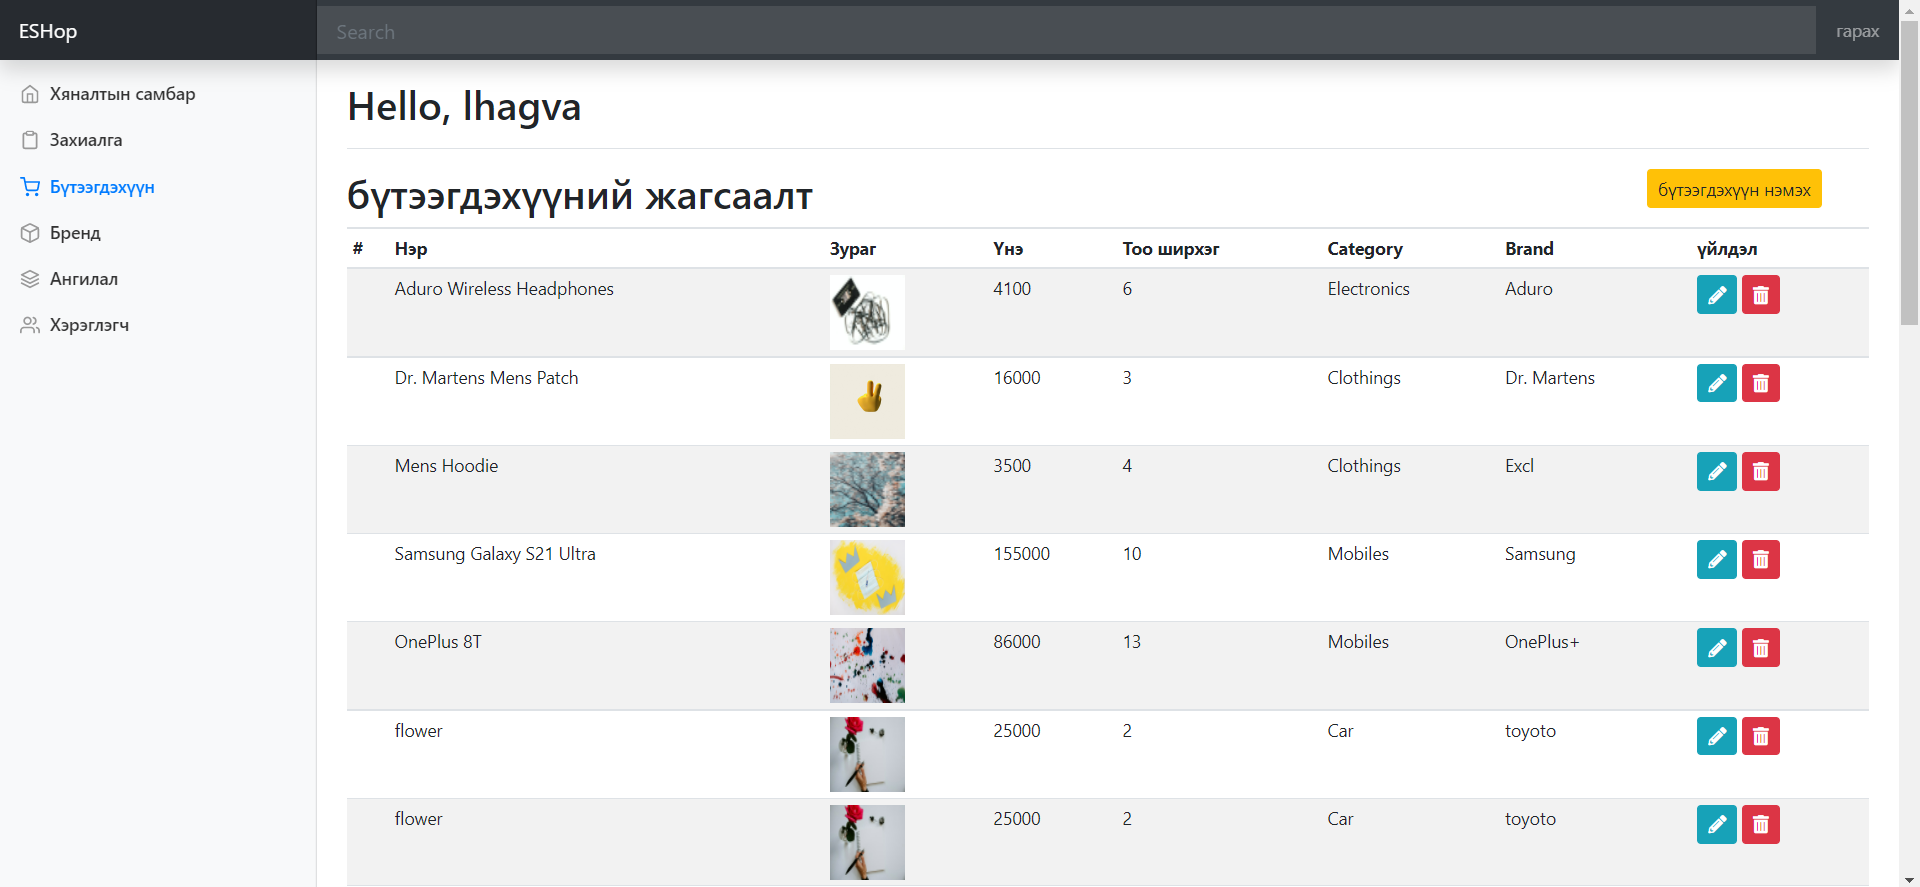 ESHop
Search
гарах
Хяналтын самбар
Захиалга
Бүтээгдэхүүн
Бренд
Ангилал
Хэрэглэгч
Hello, lhagva
бүтээгдэхүүний жагсаалт
бүтээгдэхүүн нэмэх
# Нэр Зураг Үнэ Тоо ширхэг Category Brand үйлдэл
Aduro Wireless Headphones 4100 6 Electronics Aduro
Dr. Martens Mens Patch 16000 3 Clothings Dr. Martens
Mens Hoodie 3500 4 Clothings Excl
Samsung Galaxy S21 Ultra 155000 10 Mobiles Samsung
OnePlus 8T 86000 13 Mobiles OnePlus+
flower 25000 2 Car toyoto
flower 25000 2 Car toyoto